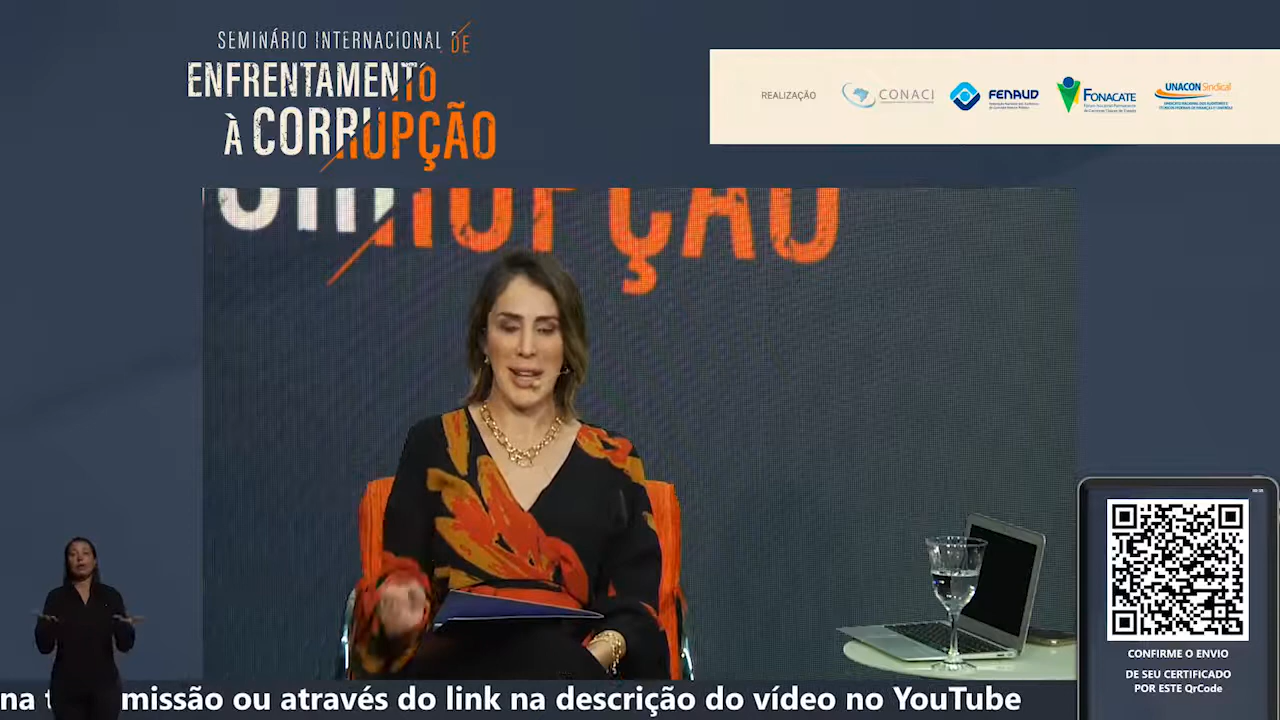 SEMINÁRIO INTERNACIONAL DE
ENFRENTAMENTO
À CORRUPÇÃO
REALIZAÇÃO
CONACI
FENAUD
FONACATE
UNACON Sindical
RUPÇÃO
CONFIRME O ENVIO
DE SEU CERTIFICADO
POR ESTE QrCode
na missão ou através do link na descrição do vídeo no YouTube